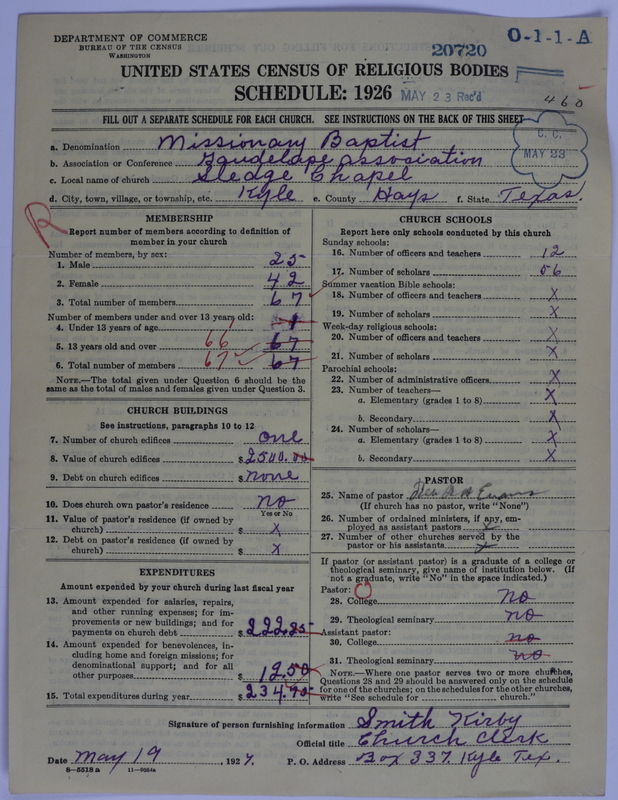 DEPARTMENT OF COMMERCE
BUREAU OF THE CENSUS
WASHINGTON
20720
O-1-1-A
UNITED STATES CENSUS OF RELIGIOUS BODIES
SCHEDULE: 1926 MAY 23 Rec'd
460
FILL OUT A SEPARATE SCHEDULE FOR EACH CHURCH. SEE INSTRUCTIONS ON THE BACK OF THIS SHEET
C. C.
MAY 23
a. Denomination Missionary Baptist
b. Association or Conference Gaudelape association
c. Local name of church Sledge Chapel
d. City, town, village, or township, etc. Kyle e. County Hays f. State Texas.
R
MEMBERSHIP
Report number of members according to definition of
member in your church
Number of members, by sex:
1. Male 25
2. Female 42
3. Total number of members 67
Number of members under and over 13 years old:
4. Under 13 years of age 1
5. 13 years old and over 66 67
6. Total number of members 67 67
NOTE.—The total given under Question 6 should be the
same as the total of males and females given under Question 3.
CHURCH BUILDINGS
See instructions, paragraphs 10 to 12
7. Number of church edifices one
8. Value of church edifices $2500.00
9. Debt on church edifices $none
10. Does church own pastor's residence no
Yes or No
11. Value of pastor's residence (if owned by
church) $ X
12. Debt on pastor's residence (if owned by
church) $ X
EXPENDITURES
Amount expended by your church during last fiscal year
13. Amount expended for salaries, repairs,
and other running expenses; for im-
provements or new buildings; and for
payments on church debt $222.25
14. Amount expended for benevolences, in-
cluding home and foreign missions; for
denominational support; and for all
other purposes $12.50
15. Total expenditures during year $234.90
CHURCH SCHOOLS
Report here only schools conducted by this church
Sunday schools:
16. Number of officers and teachers 12
17. Number of scholars 56
Summer vacation Bible schools:
18. Number of officers and teachers X
19. Number of scholars X
Week-day religious schools:
20. Number of officers and teachers X
21. Number of scholars X
Parochial schools:
22. Number of administrative officers X
23. Number of teachers—
a. Elementary (grades 1 to 8) X
b. Secondary X
24. Number of scholars—
a. Elementary (grades 1 to 8) X
b. Secondary X
PASTOR
25. Name of pastor Evans
(If church has no pastor, write "None")
26. Number of ordained ministers, if any, em-
ployed as assistant pastors x
27. Number of other churches served by the
pastor or his assistants x
If pastor (or assistant pastor) is a graduate of a college or
theological seminary, give name of institution below. (If
not a graduate, write "No" in the space indicated.)
Pastor:
28. College no
29. Theological seminary no
Assistant pastor:
30. College no
31. Theological seminary no
NOTE.—Where one pastor serves two or more churches,
Questions 28 and 29 should be answered only on the schedule
for one of the churches; on the schedules for the other churches,
write "See schedule for church."
Signature of person furnishing information Smith Kirby
Official title Church Clerk
Date May 19, 1927. P. O. Address Box 337 Kyle Tex.
8—5518 a 11—9084a